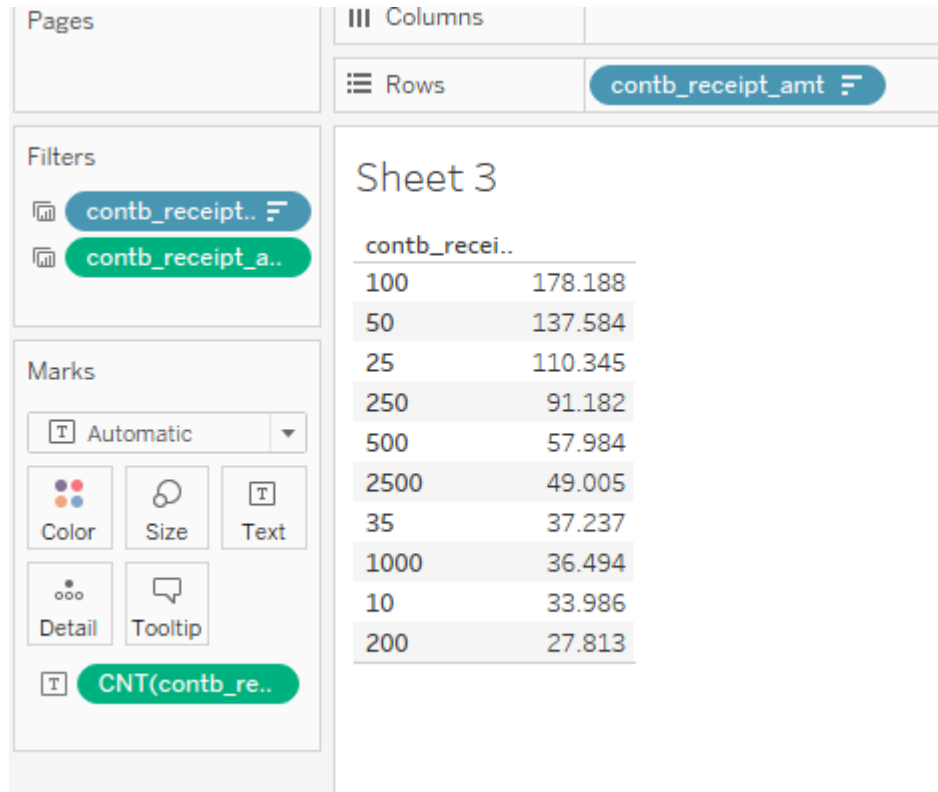 Pages
Columns
Rows
contb_receipt_amt
Filters
contb_receipt..
contb_receipt_a..
Marks
T Automatic
Color
Size
T
Text
Detail
Tooltip
T CNT(contb_re..
Sheet 3
contb_recei..
100 178.188
50 137.584
25 110.345
250 91.182
500 57.984
2500 49.005
35 37.237
1000 36.494
10 33.986
200 27.813